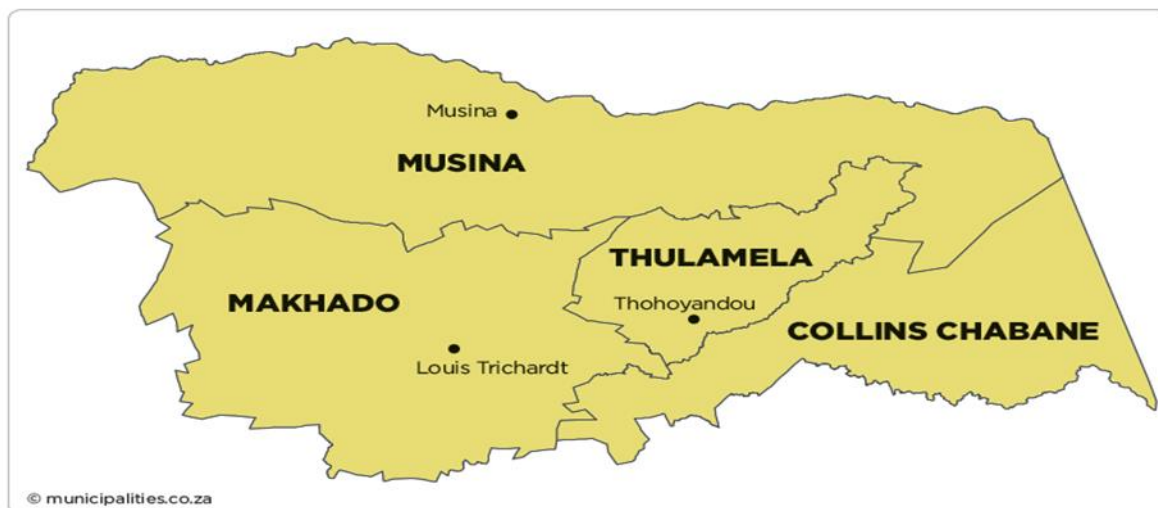 Musina
MUSINA
THULAMELA
MAKHADO
Thohoyandou
COLLINS CHABANE
Louis Trichardt
© municipalities.co.za